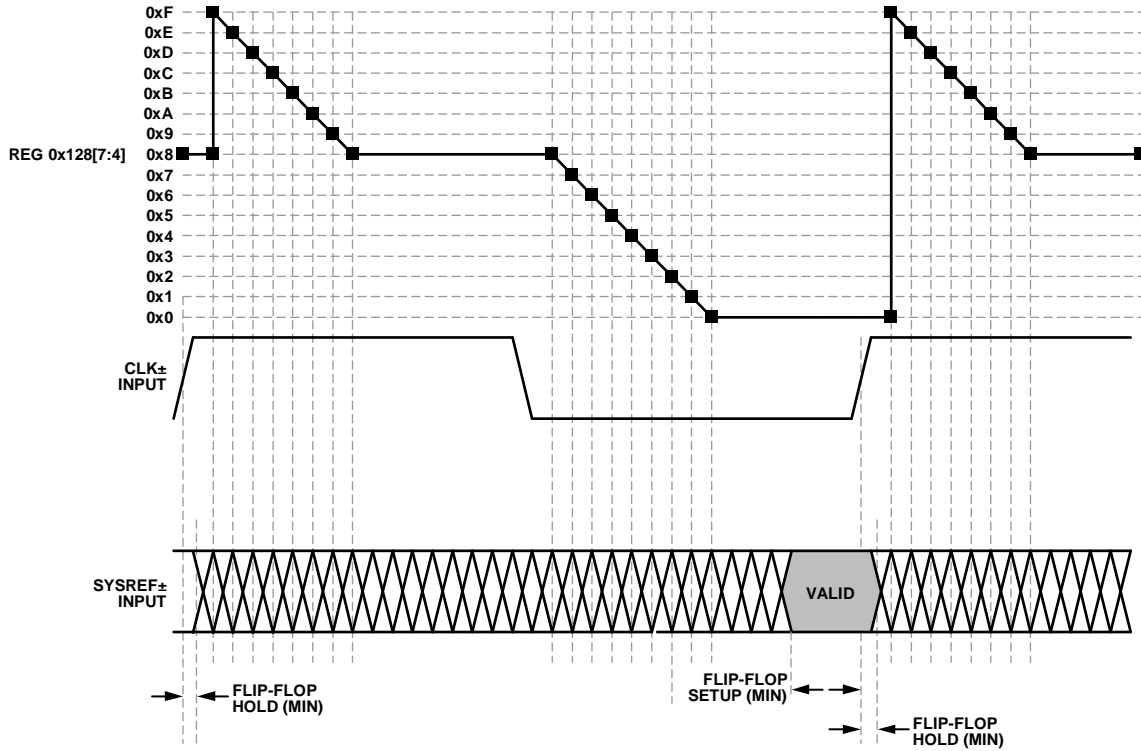 0xF
0xE
0xD
0xC
0xB
0xA
0x9
REG 0x128[7:4] 0x8
0x7
0x6
0x5
0x4
0x3
0x2
0x1
0x0
CLK±
INPUT
SYSREF±
INPUT
VALID
FLIP-FLOP
HOLD (MIN)
FLIP-FLOP
SETUP (MIN)
FLIP-FLOP
HOLD (MIN)